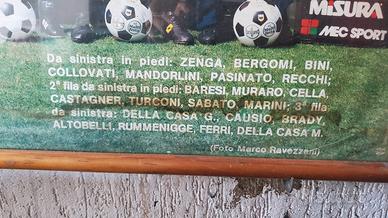 MISURA
MEC SPORT
Da sinistra in piedi: ZENGA, BERGOMI, BINI,
COLLOVATI, MANDORLINI, PASINATO, RECCHI;
2ª fila da sinistra in piedi: BARESI, MURARO, CELLA,
CASTAGNER, TURCONI, SABATO, MARINI; 3ª fila
da sinistra: DELLA CASA G., CAUSIO, BRADY,
ALTOBELLI, RUMMENIGGE, FERRI, DELLA CASA M.
(Foto Marco Ravezzani)